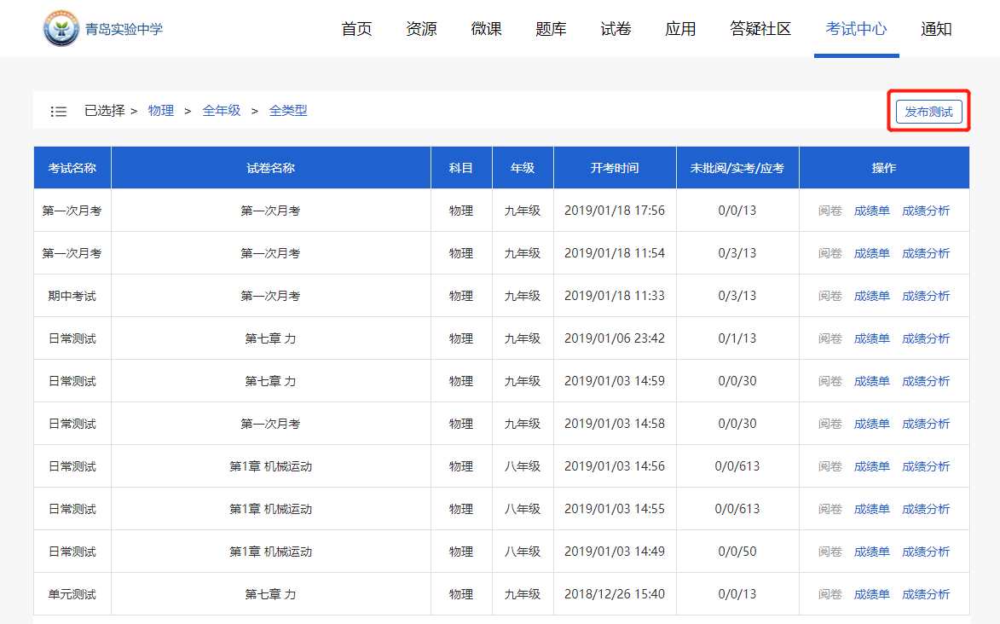 青岛实验中学 首页 资源 微课 题库 试卷 应用 答疑社区 考试中心 通知
已选择 > 物理 > 全年级 > 全类型 发布测试
考试名称 试卷名称 科目 年级 开考时间 未批阅/实考/应考 操作
第一次月考 第一次月考 物理 九年级 2019/01/18 17:56 0/0/13 阅卷 成绩单 成绩分析
第一次月考 第一次月考 物理 九年级 2019/01/18 11:54 0/3/13 阅卷 成绩单 成绩分析
期中考试 第一次月考 物理 九年级 2019/01/18 11:33 0/3/13 阅卷 成绩单 成绩分析
日常测试 第七章 力 物理 九年级 2019/01/06 23:42 0/1/13 阅卷 成绩单 成绩分析
日常测试 第七章 力 物理 九年级 2019/01/03 14:59 0/0/30 阅卷 成绩单 成绩分析
日常测试 第一次月考 物理 九年级 2019/01/03 14:58 0/0/30 阅卷 成绩单 成绩分析
日常测试 第1章 机械运动 物理 八年级 2019/01/03 14:56 0/0/613 阅卷 成绩单 成绩分析
日常测试 第1章 机械运动 物理 八年级 2019/01/03 14:55 0/0/613 阅卷 成绩单 成绩分析
日常测试 第1章 机械运动 物理 八年级 2019/01/03 14:49 0/0/50 阅卷 成绩单 成绩分析
单元测试 第七章 力 物理 九年级 2018/12/26 15:40 0/0/13 阅卷 成绩单 成绩分析